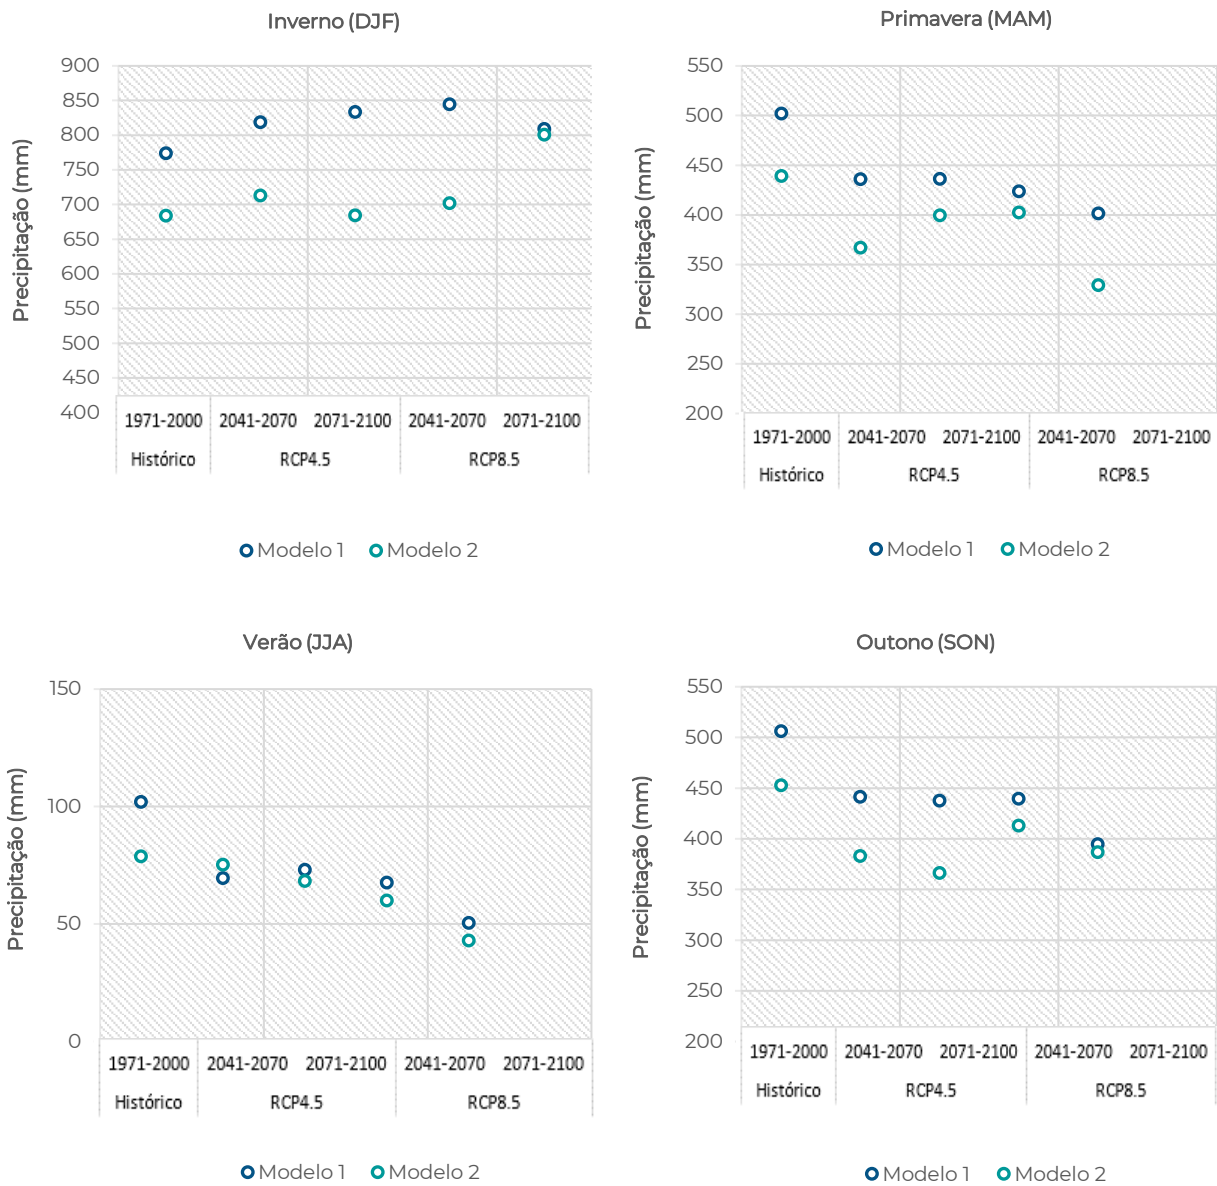 Inverno (DJF)
Precipitação (mm)
900
850
800
750
700
650
600
550
500
450
400
1971-2000 2041-2070 2071-2100 2041-2070 2071-2100
Histórico RCP4.5 RCP8.5
Modelo 1 Modelo 2
Primavera (MAM)
Precipitação (mm)
550
500
450
400
350
300
250
200
1971-2000 2041-2070 2071-2100 2041-2070 2071-2100
Histórico RCP4.5 RCP8.5
Modelo 1 Modelo 2
Verão (JJA)
Precipitação (mm)
150
100
50
0
1971-2000 2041-2070 2071-2100 2041-2070 2071-2100
Histórico RCP4.5 RCP8.5
Modelo 1 Modelo 2
Outono (SON)
Precipitação (mm)
550
500
450
400
350
300
250
200
1971-2000 2041-2070 2071-2100 2041-2070 2071-2100
Histórico RCP4.5 RCP8.5
Modelo 1 Modelo 2